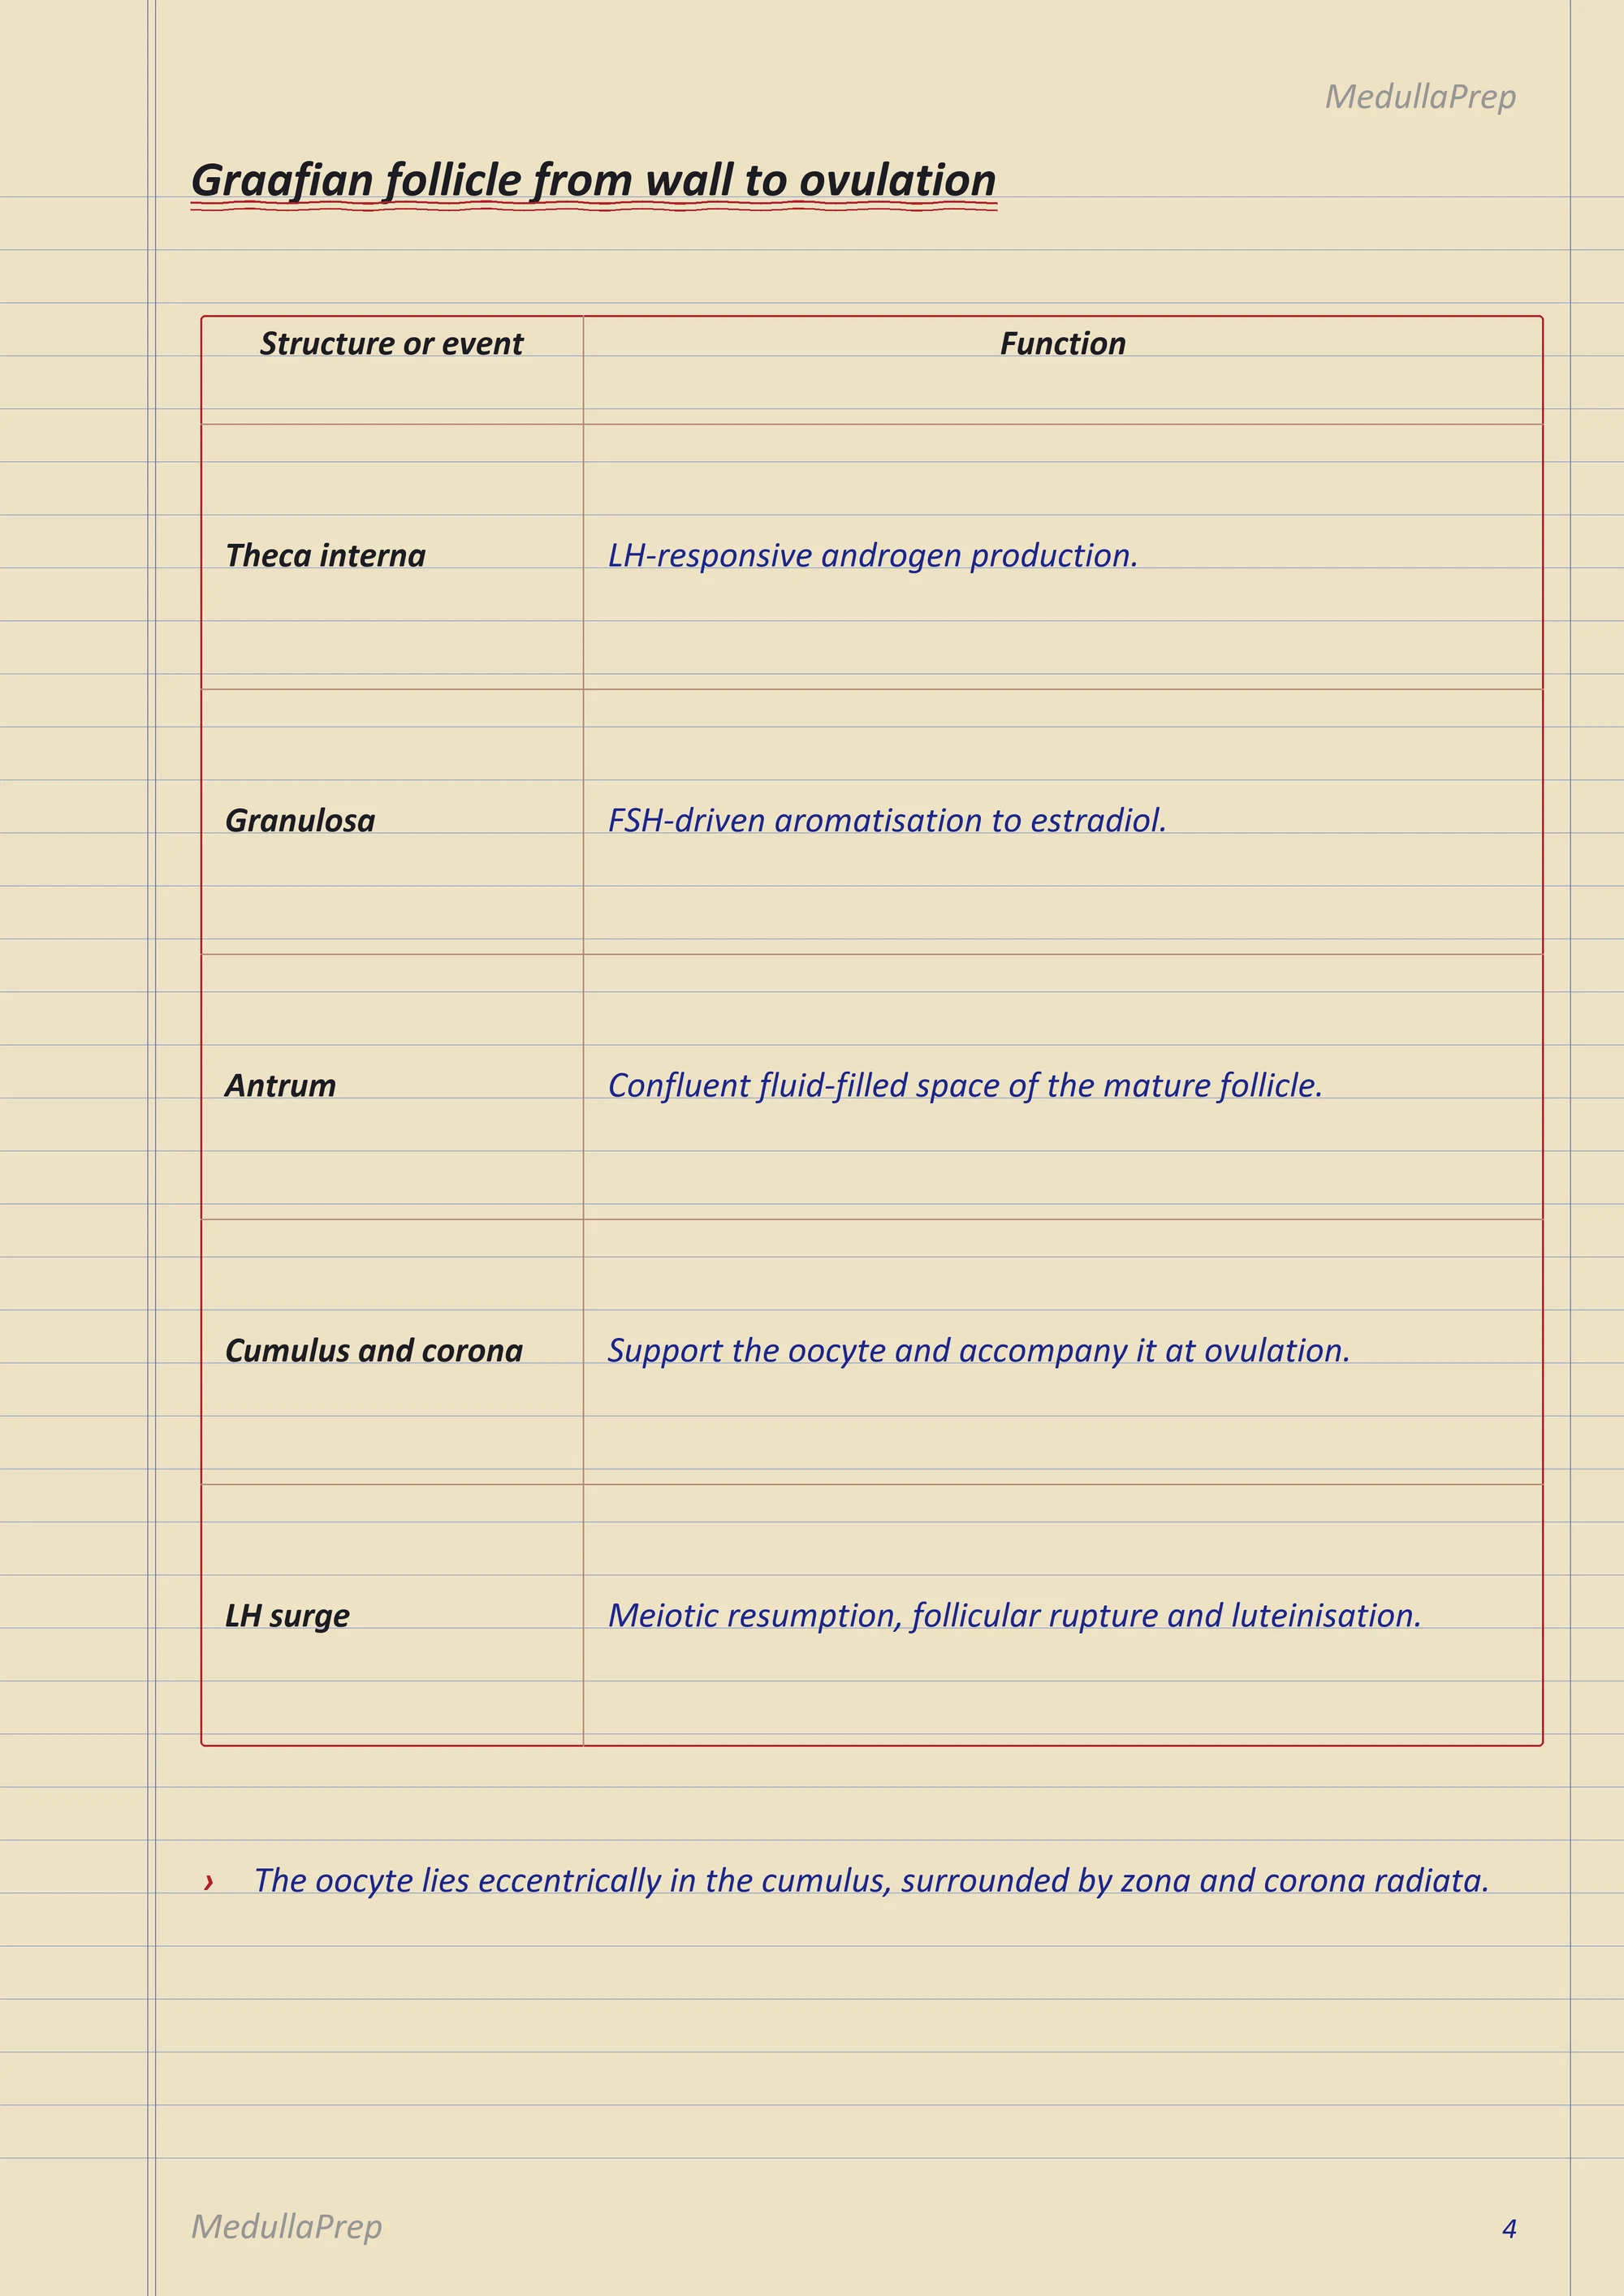 MedullaPrep
Graafian follicle from wall to ovulation
Structure or event Function
Theca interna LH-responsive androgen production.
Granulosa FSH-driven aromatisation to estradiol.
Antrum Confluent fluid-filled space of the mature follicle.
Cumulus and corona Support the oocyte and accompany it at ovulation.
LH surge Meiotic resumption, follicular rupture and luteinisation.
› The oocyte lies eccentrically in the cumulus, surrounded by zona and corona radiata.
MedullaPrep 4